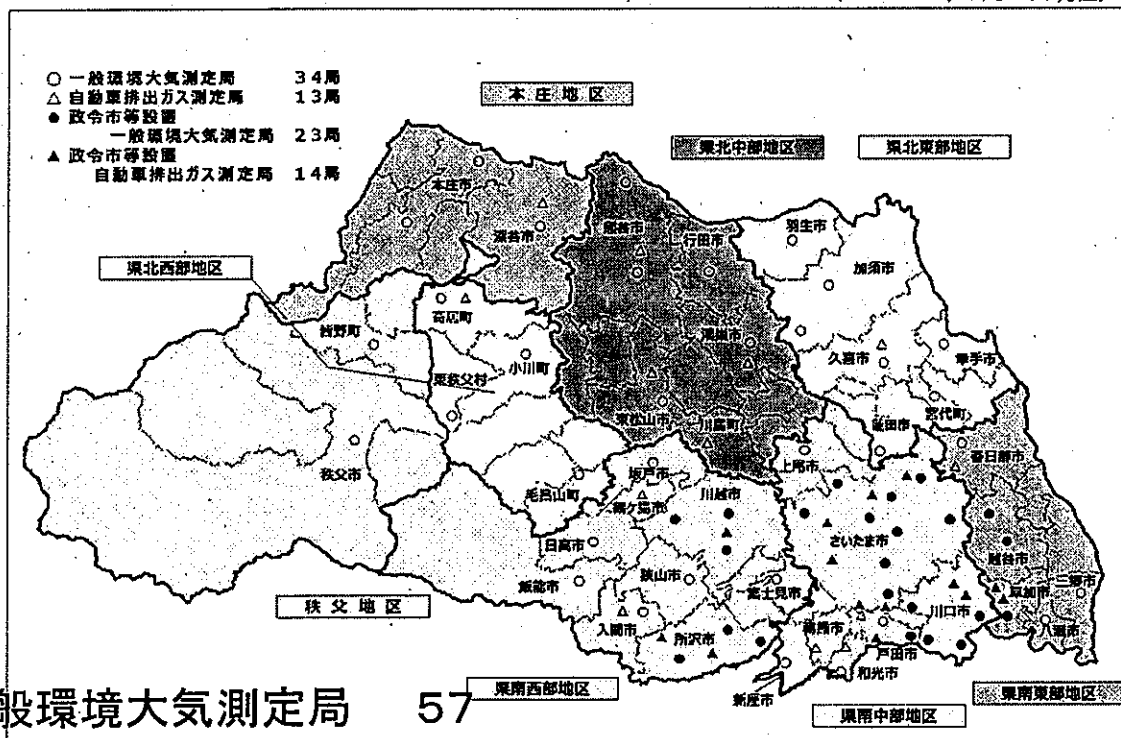 ○ 一般環境大気測定局 34局
△ 自動車排出ガス測定局 13局
● 政令市等設置
一般環境大気測定局 23局
▲ 政令市等設置
自動車排出ガス測定局 14局
本庄地区
県北中部地区
県北東部地区
本庄市
深谷市
熊谷市
行田市
羽生市
加須市
県北西部地区
皆野町
寄居町
小川町
東秩父村
鴻巣市
久喜市
幸手市
宮代町
蓮田市
東松山市
川島町
上尾市
春日部市
秩父市
坂戸市
毛呂山町
鶴ヶ島市
川越市
さいたま市
日高市
越谷市
飯能市
狭山市
富士見市
三郷市
草加市
川口市
八潮市
秩父地区
入間市
所沢市
朝霞市
戸田市
和光市
新座市
県南西部地区
県南中部地区
県南東部地区
般環境大気測定局 57